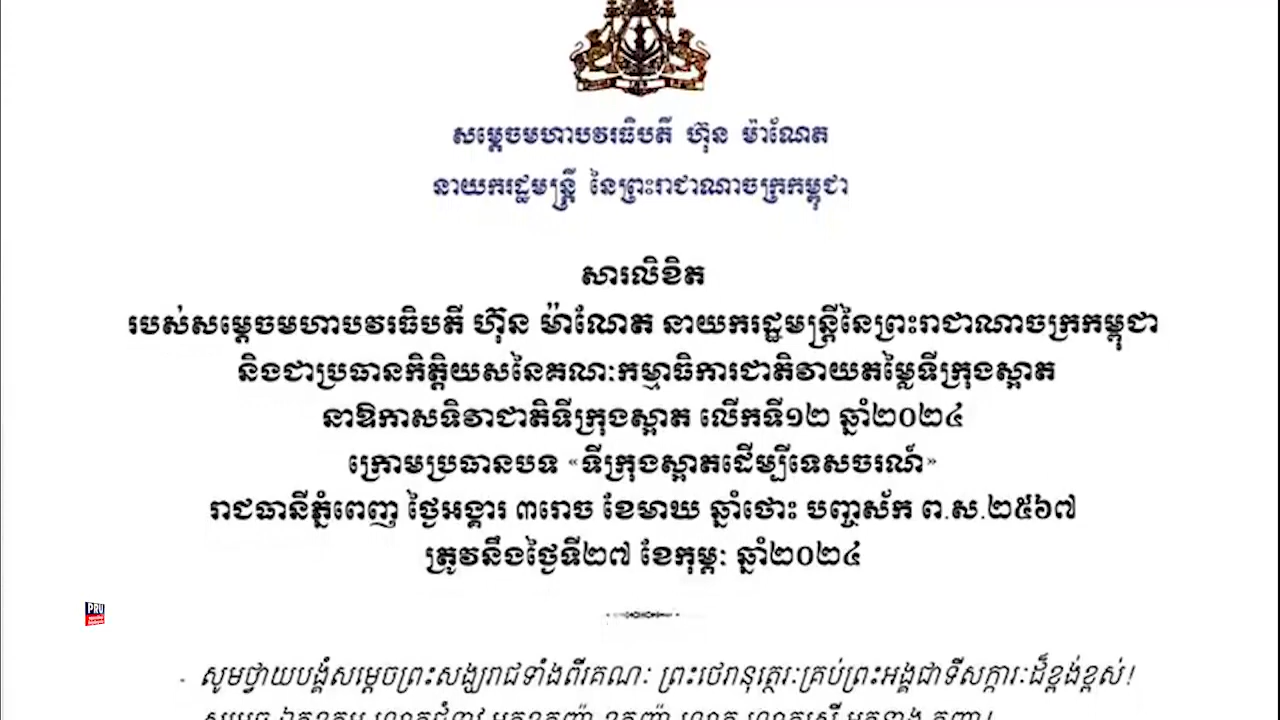 សម្តេចមហាបវរធិបតី ហ៊ុន ម៉ាណែត
នាយករដ្ឋមន្ត្រី នៃព្រះរាជាណាចក្រកម្ពុជា
សារលិខិត
របស់សម្តេចមហាបវរធិបតី ហ៊ុន ម៉ាណែត នាយករដ្ឋមន្ត្រីនៃព្រះរាជាណាចក្រកម្ពុជា
និងជាប្រធានកិត្តិយសនៃគណៈកម្មាធិការជាតិវាយតម្លៃទីក្រុងស្អាត
នាឱកាសទិវាជាតិទីក្រុងស្អាត លើកទី១២ ឆ្នាំ២០២៤
ក្រោមប្រធានបទ «ទីក្រុងស្អាតដើម្បីទេសចរណ៍»
រាជធានីភ្នំពេញ ថ្ងៃអង្គារ ៣រោច ខែមាឃ ឆ្នាំថោះ បញ្ចស័ក ព.ស.២៥៦៧
ត្រូវនឹងថ្ងៃទី២៧ ខែកុម្ភៈ ឆ្នាំ២០២៤
PRU
- សូមថ្វាយបង្គំសម្តេចព្រះសង្ឃរាជទាំងពីរគណៈ ព្រះថេរានុត្ថេរៈគ្រប់ព្រះអង្គជាទីសក្ការៈដ៏ខ្ពង់ខ្ពស់!